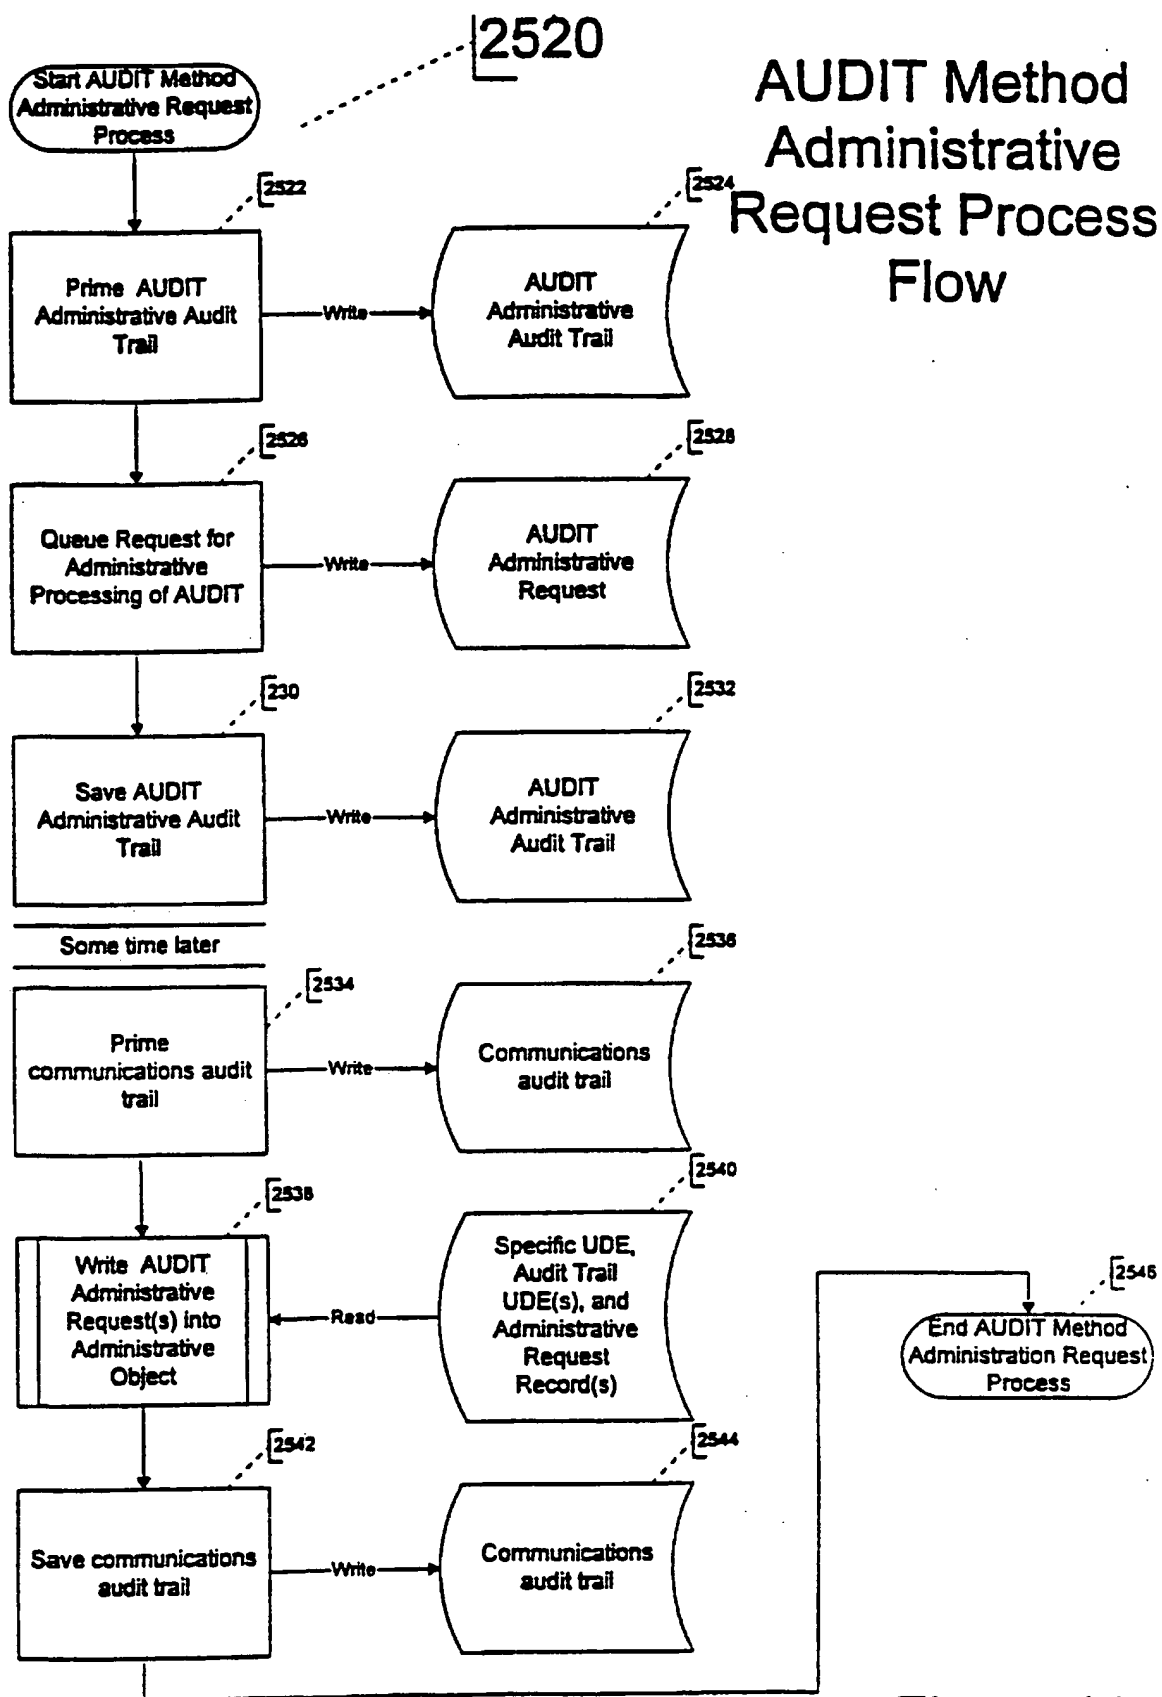 2520
AUDIT Method
Administrative
Request Process
Flow
Start AUDIT Method
Administrative Request
Process
2522
2524
Prime AUDIT
Administrative Audit
Trail
Write
AUDIT
Administrative
Audit Trail
2526
2528
Queue Request for
Administrative
Processing of AUDIT
Write
AUDIT
Administrative
Request
230
2532
Save AUDIT
Administrative Audit
Trail
Write
AUDIT
Administrative
Audit Trail
Some time later
2534
2536
Prime
communications audit
trail
Write
Communications
audit trail
2538
2540
Write AUDIT
Administrative
Request(s) into
Administrative
Object
Read
Specific UDE,
Audit Trail
UDE(s), and
Administrative
Request
Record(s)
2546
End AUDIT Method
Administration Request
Process
2542
2544
Save communications
audit trail
Write
Communications
audit trail